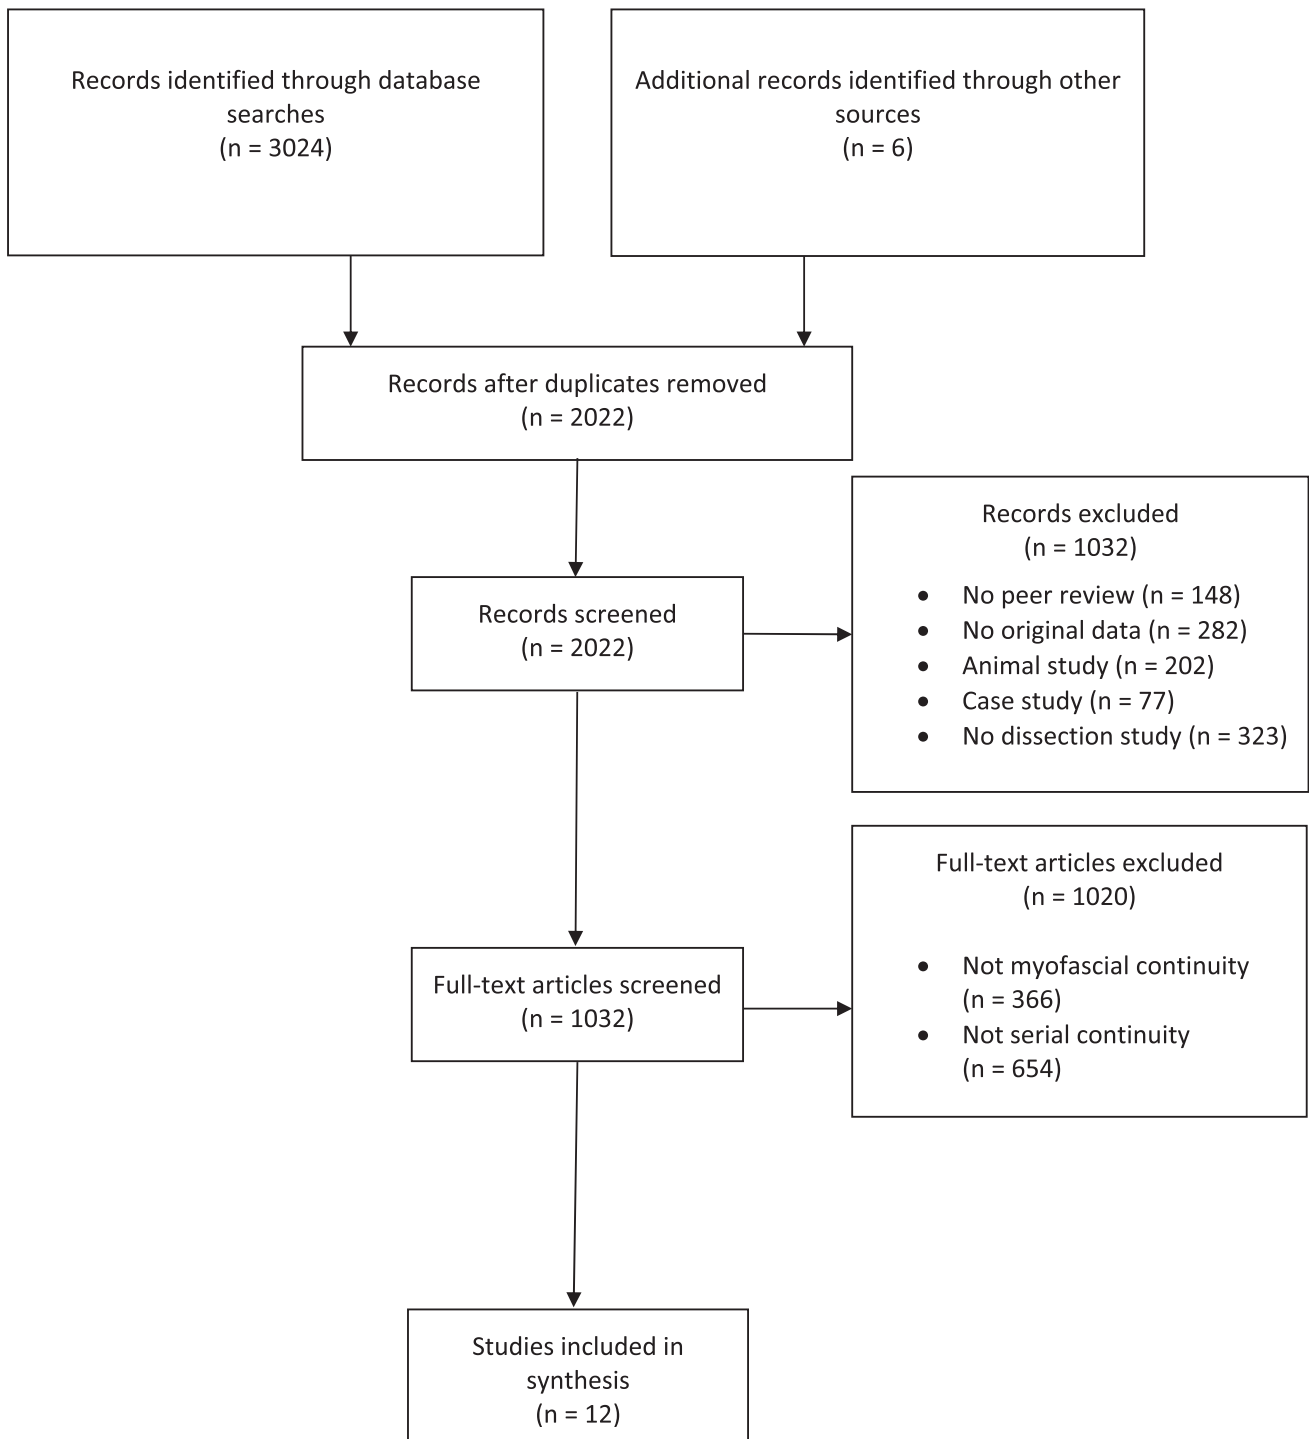 Records identified through database
searches
(n = 3024)
Additional records identified through other
sources
(n = 6)
Records after duplicates removed
(n = 2022)
Records screened
(n = 2022)
Records excluded
(n = 1032)
• No peer review (n = 148)
• No original data (n = 282)
• Animal study (n = 202)
• Case study (n = 77)
• No dissection study (n = 323)
Full-text articles screened
(n = 1032)
Full-text articles excluded
(n = 1020)
• Not myofascial continuity
(n = 366)
• Not serial continuity
(n = 654)
Studies included in
synthesis
(n = 12)